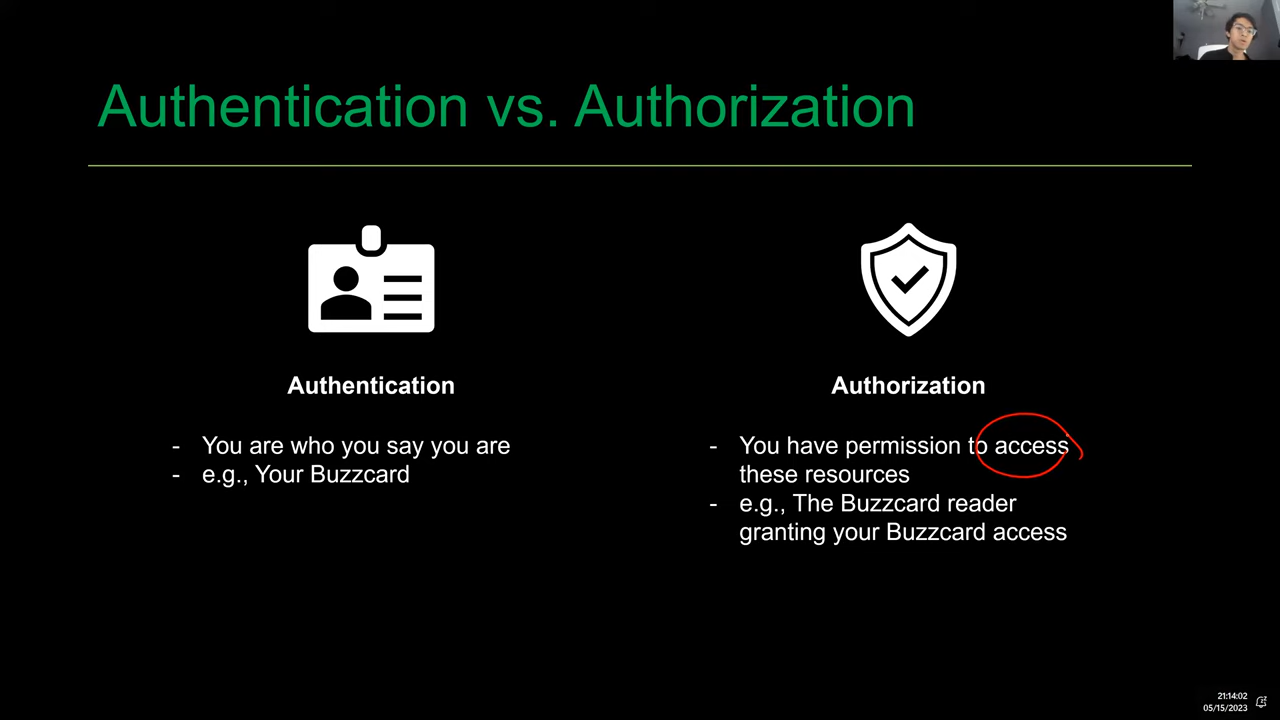 Authentication vs. Authorization
Authentication
- You are who you say you are
- e.g., Your Buzzcard
Authorization
- You have permission to access
these resources
- e.g., The Buzzcard reader
granting your Buzzcard access
21:14:02
05/15/2023